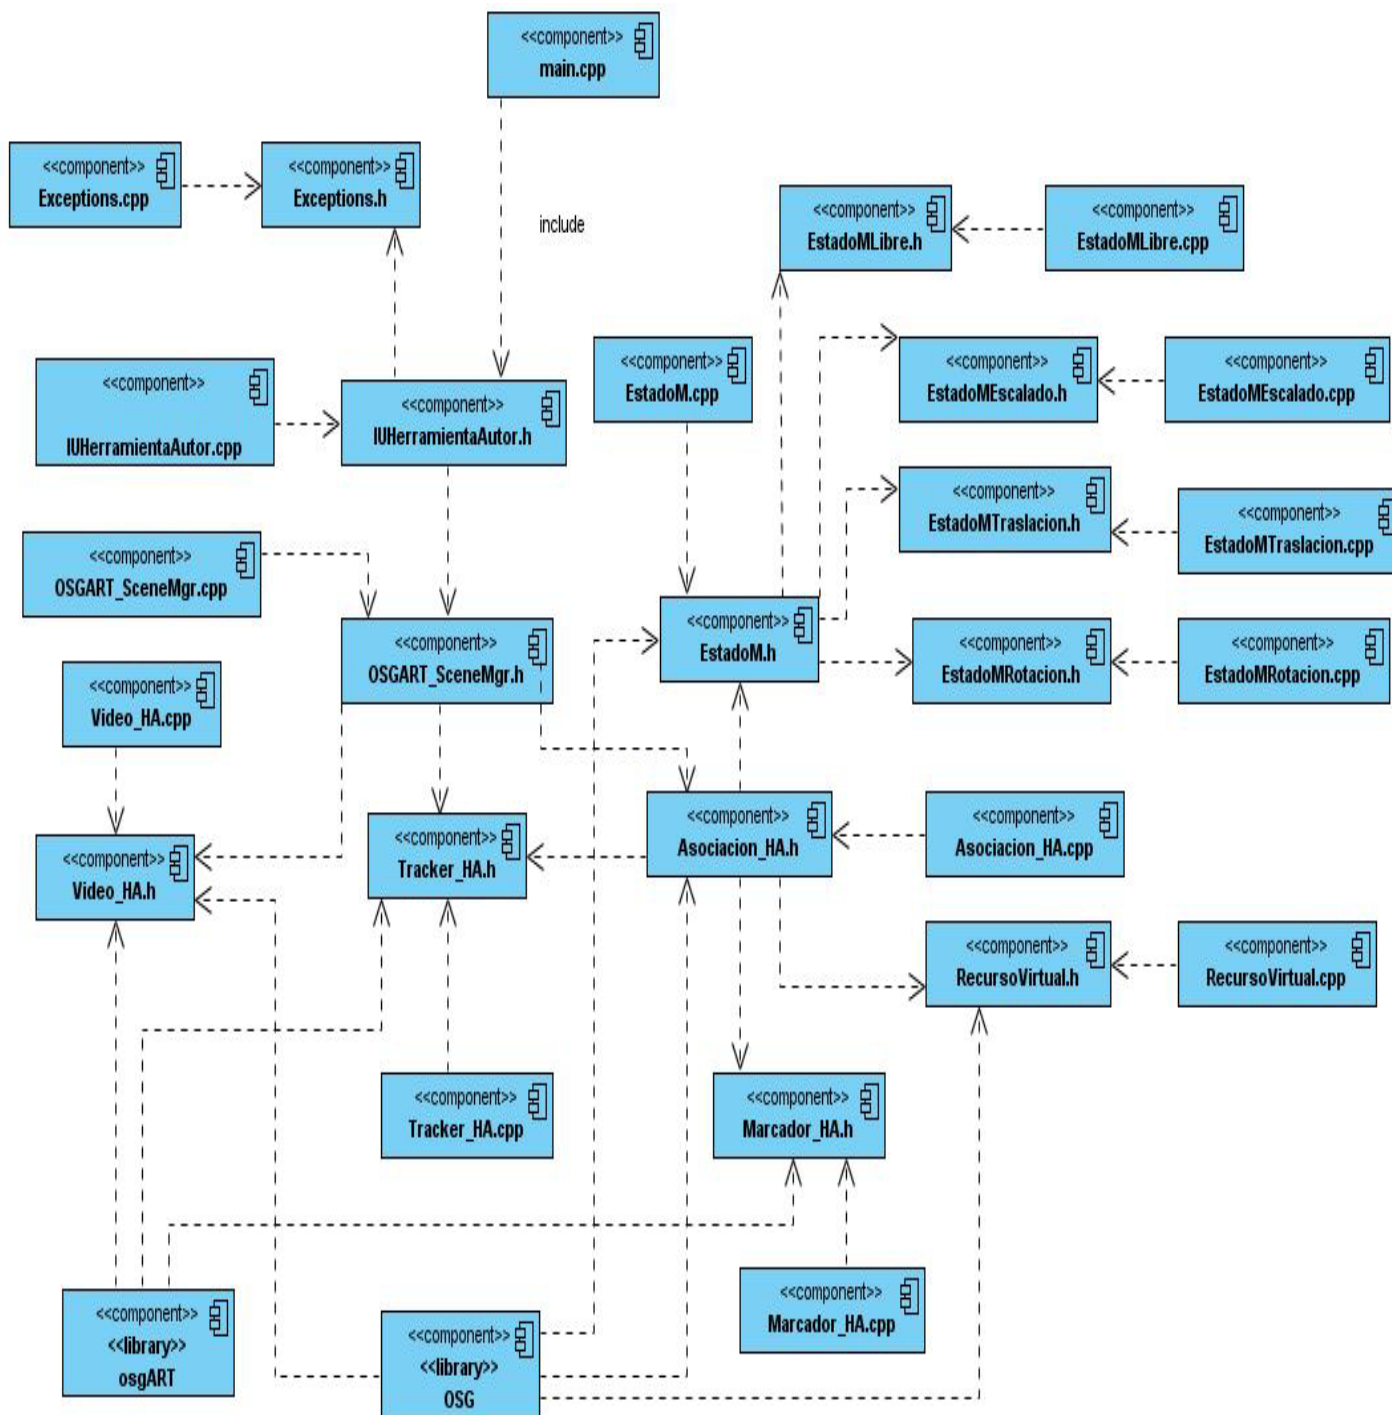 <<component>>
main.cpp
<<component>>
Exceptions.cpp
<<component>>
Exceptions.h
include
<<component>>
EstadoMLibre.h
<<component>>
EstadoMLibre.cpp
<<component>>
EstadoM.cpp
<<component>>
EstadoMEscalado.h
<<component>>
EstadoMEscalado.cpp
<<component>>
IUHerramientaAutor.cpp
<<component>>
IUHerramientaAutor.h
<<component>>
EstadoMTraslacion.h
<<component>>
EstadoMTraslacion.cpp
<<component>>
OSGART_SceneMgr.cpp
<<component>>
OSGART_SceneMgr.h
<<component>>
EstadoM.h
<<component>>
EstadoMRotacion.h
<<component>>
EstadoMRotacion.cpp
<<component>>
Video_HA.cpp
<<component>>
Video_HA.h
<<component>>
Tracker_HA.h
<<component>>
Asociacion_HA.h
<<component>>
Asociacion_HA.cpp
<<component>>
RecursoVirtual.h
<<component>>
RecursoVirtual.cpp
<<component>>
Tracker_HA.cpp
<<component>>
Marcador_HA.h
<<component>>
Marcador_HA.cpp
<<component>>
<<library>>
osgART
<<component>>
<<library>>
OSG